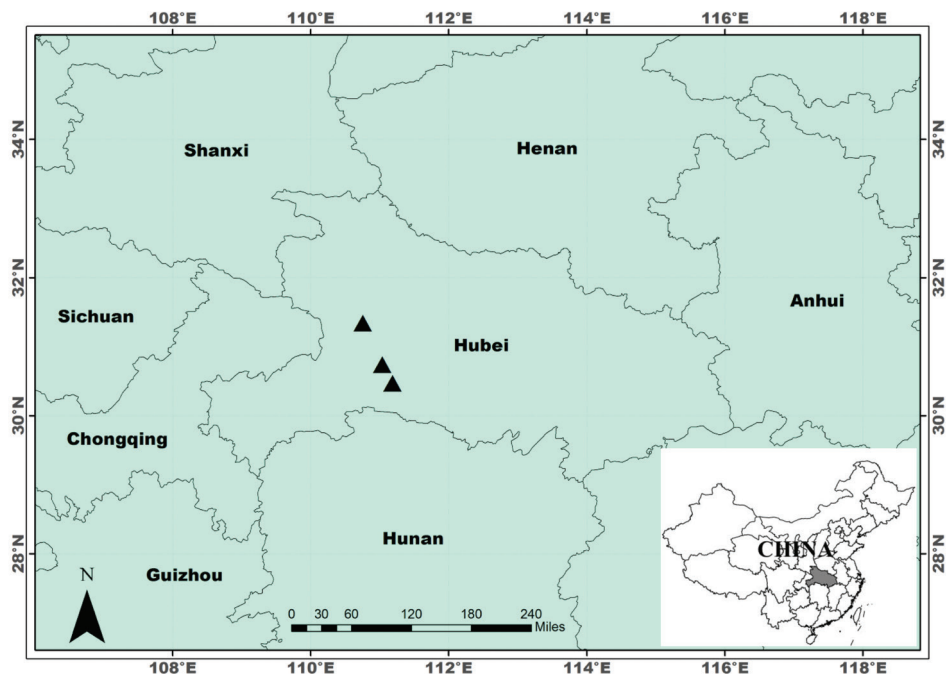 108°E 110°E 112°E 114°E 116°E 118°E
34°N 34°N
Shanxi Henan
32°N 32°N
Sichuan Hubei Anhui
30°N 30°N
Chongqing
CHINA
Hunan
28°N 28°N
Guizhou
N
0 30 60 120 180 240
Miles
108°E 110°E 112°E 114°E 116°E 118°E